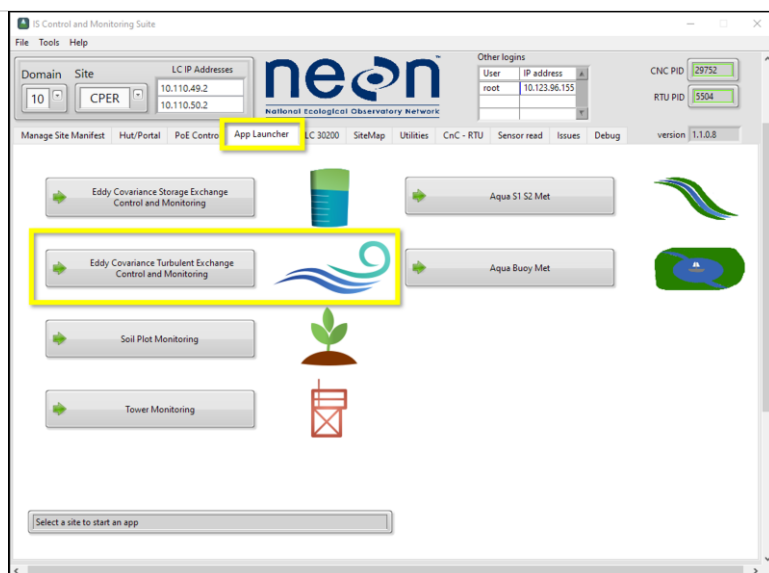 IS Control and Monitoring Suite
File Tools Help
Domain Site
10 CPER
LC IP Addresses
10.110.49.2
10.110.50.2
neon
National Ecological Observatory Network
Other logins
User IP address
root 10.123.96.155
CNC PID 29752
RTU PID 5504
Manage Site Manifest Hut/Portal PoE Control App Launcher LC 30200 SiteMap Utilities CnC - RTU Sensor read Issues Debug version 1.1.0.8
Eddy Covariance Storage Exchange
Control and Monitoring
Aqua S1 S2 Met
Eddy Covariance Turbulent Exchange
Control and Monitoring
Aqua Buoy Met
Soil Plot Monitoring
Tower Monitoring
Select a site to start an app